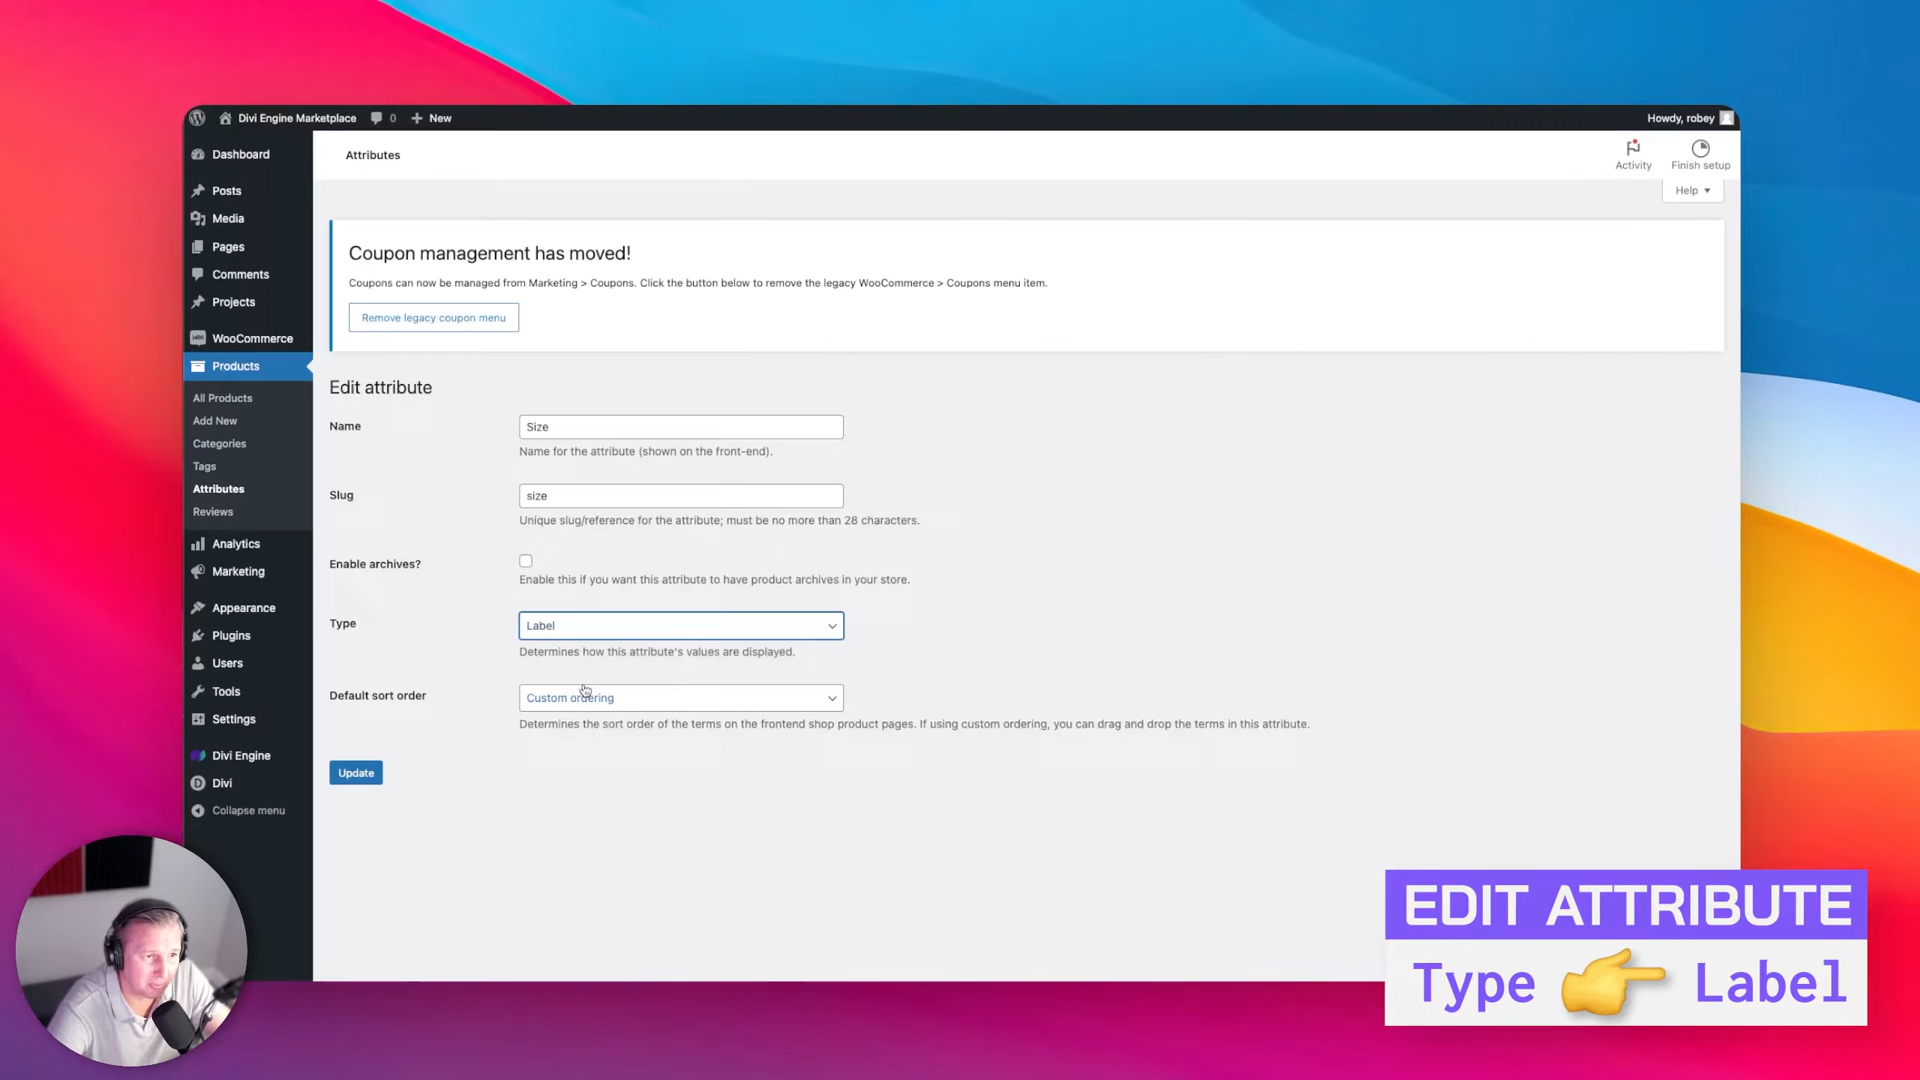 Divi Engine Marketplace 0 New
Howdy, robey
Dashboard
Posts
Media
Pages
Comments
Projects
WooCommerce
Products
All Products
Add New
Categories
Tags
Attributes
Reviews
Analytics
Marketing
Appearance
Plugins
Users
Tools
Settings
Divi Engine
Divi
Collapse menu
Attributes
Activity
Finish setup
Help
Coupon management has moved!
Coupons can now be managed from Marketing > Coupons. Click the button below to remove the legacy WooCommerce > Coupons menu item.
Remove legacy coupon menu
Edit attribute
Name
Size
Name for the attribute (shown on the front-end).
Slug
size
Unique slug/reference for the attribute; must be no more than 28 characters.
Enable archives?
Enable this if you want this attribute to have product archives in your store.
Type
Label
Determines how this attribute's values are displayed.
Default sort order
Custom ordering
Determines the sort order of the terms on the frontend shop product pages. If using custom ordering, you can drag and drop the terms in this attribute.
Update
EDIT ATTRIBUTE
Type 👉 Label